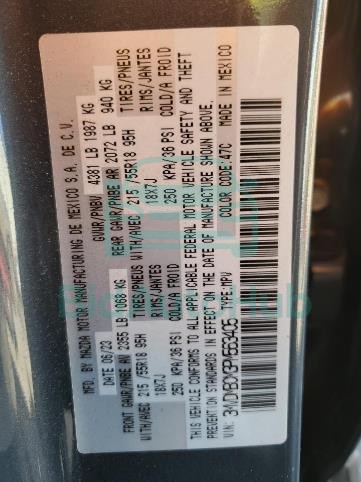 MFD. BY MAZDA MOTOR MANUFACTURING DE MEXICO S.A. DE C.V.
DATE 06/23 GVWR/PNBV 4381 LB 1987 KG
FRONT GAWR/PNBE AV 2355 LB 1068 KG REAR GAWR/PNBE AR 2072 LB 940 KG
WITH/AVEC 215/55R18 95H TIRES/PNEUS WITH/AVEC 215/55R18 95H TIRES/PNEUS
18X7J RIMS/JANTES 18X7J RIMS/JANTES
250 KPA/36 PSI COLD/A FROID 250 KPA/36 PSI COLD/A FROID
THIS VEHICLE CONFORMS TO ALL APPLICABLE FEDERAL MOTOR VEHICLE SAFETY AND THEFT
PREVENTION STANDARDS IN EFFECT ON THE DATE OF MANUFACTURE SHOWN ABOVE.
TYPE:MPV COLOR CODE:47C MADE IN MEXICO